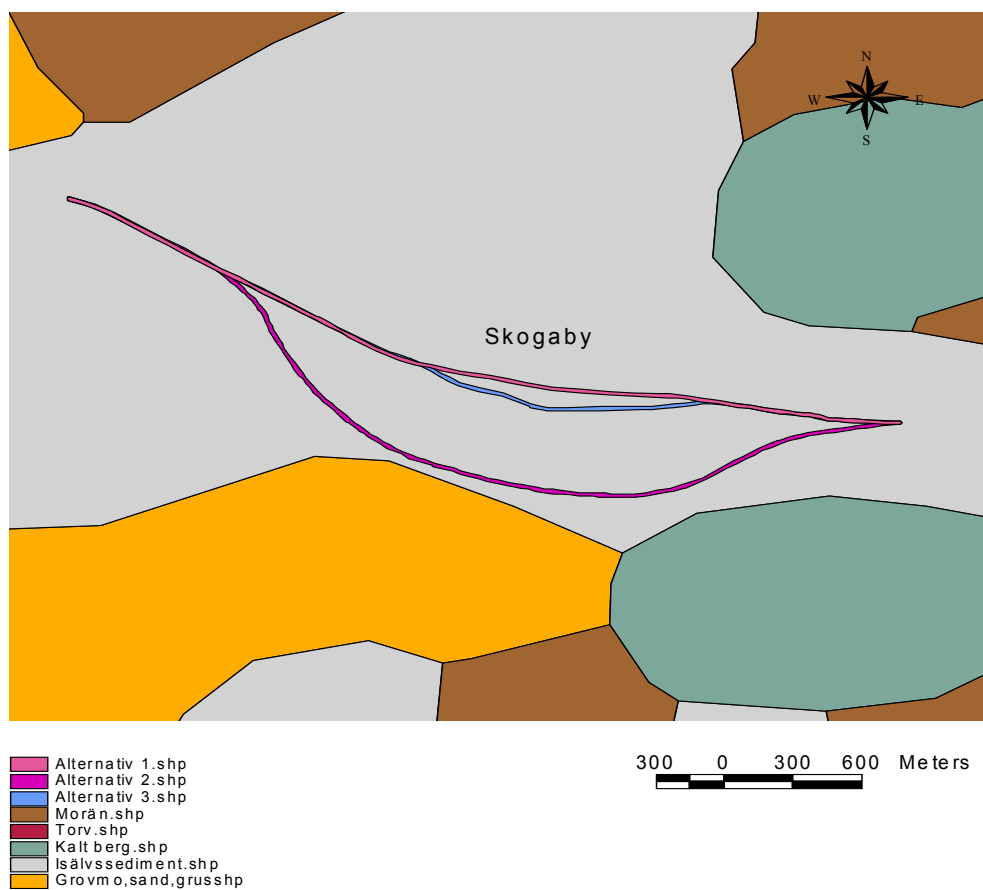 N
W E
S
Skogaby
300 0 300 600 Meters
Alternativ 1.shp
Alternativ 2.shp
Alternativ 3.shp
Morän.shp
Torv.shp
Kalt berg.shp
Isälvssediment.shp
Grovmo,sand,grusshp